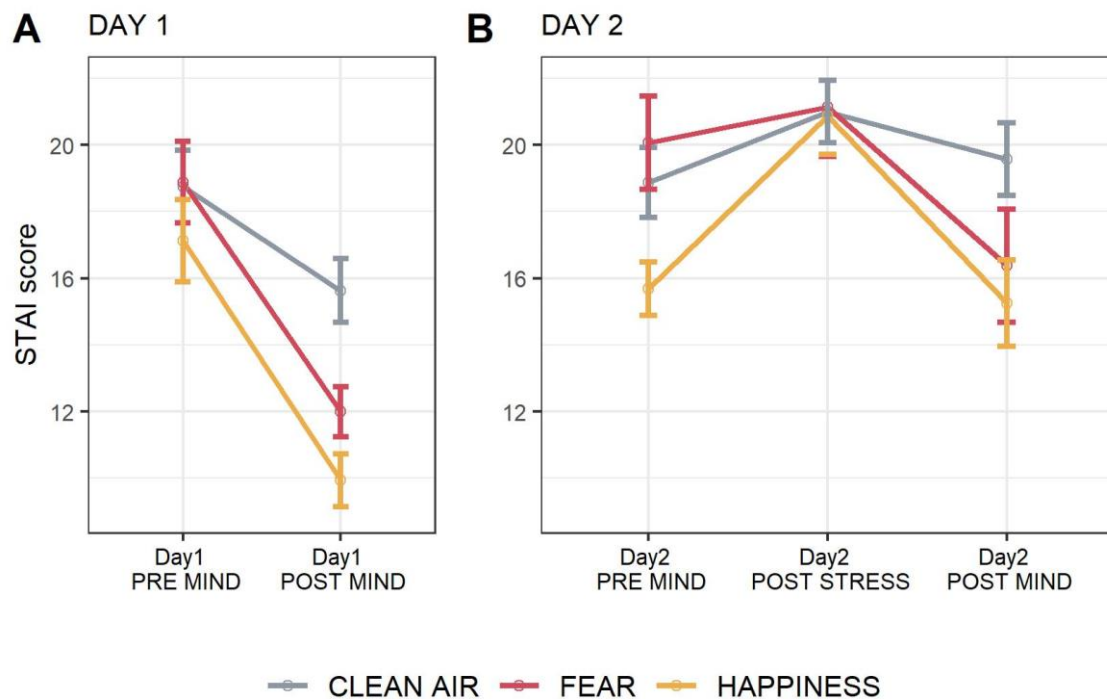 A DAY 1
B DAY 2
STAI score
20
16
12
20
16
12
Day1
PRE MIND
Day1
POST MIND
Day2
PRE MIND
Day2
POST STRESS
Day2
POST MIND
CLEAN AIR FEAR HAPPINESS